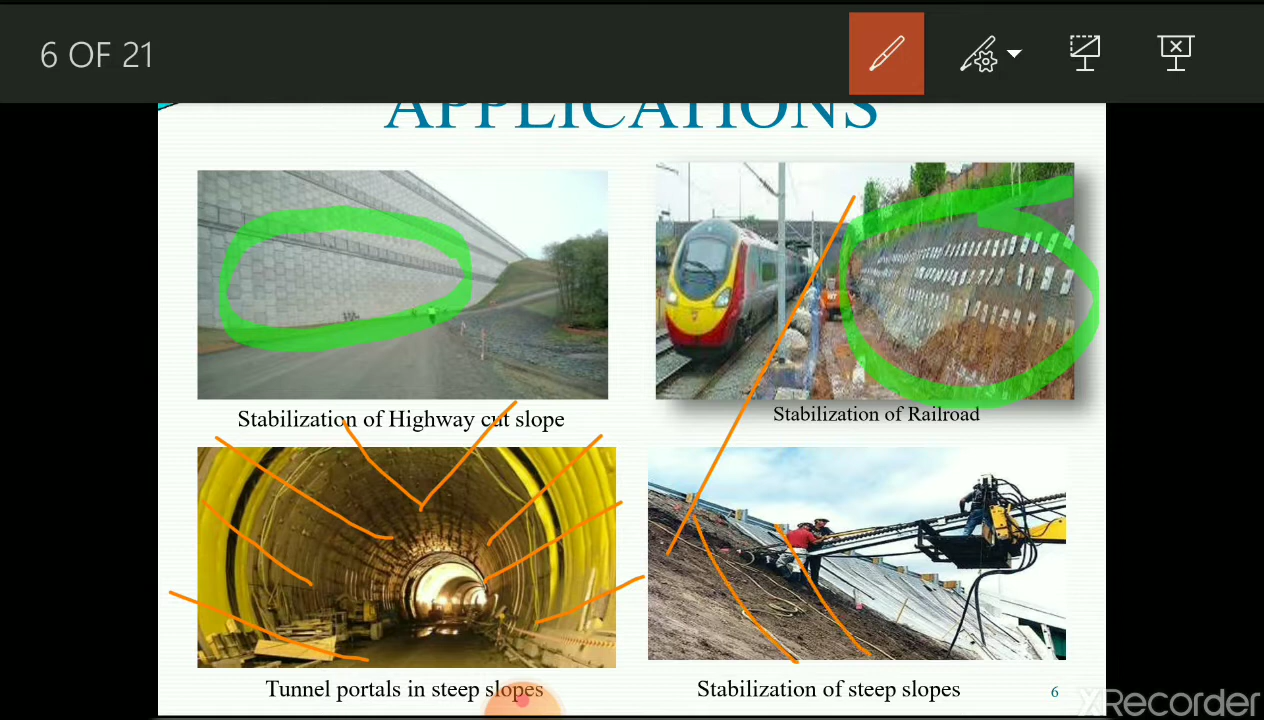 6 OF 21
APPLICATIONS
Stabilization of Highway cut slope
Stabilization of Railroad
Tunnel portals in steep slopes
Stabilization of steep slopes
6
XRecorder